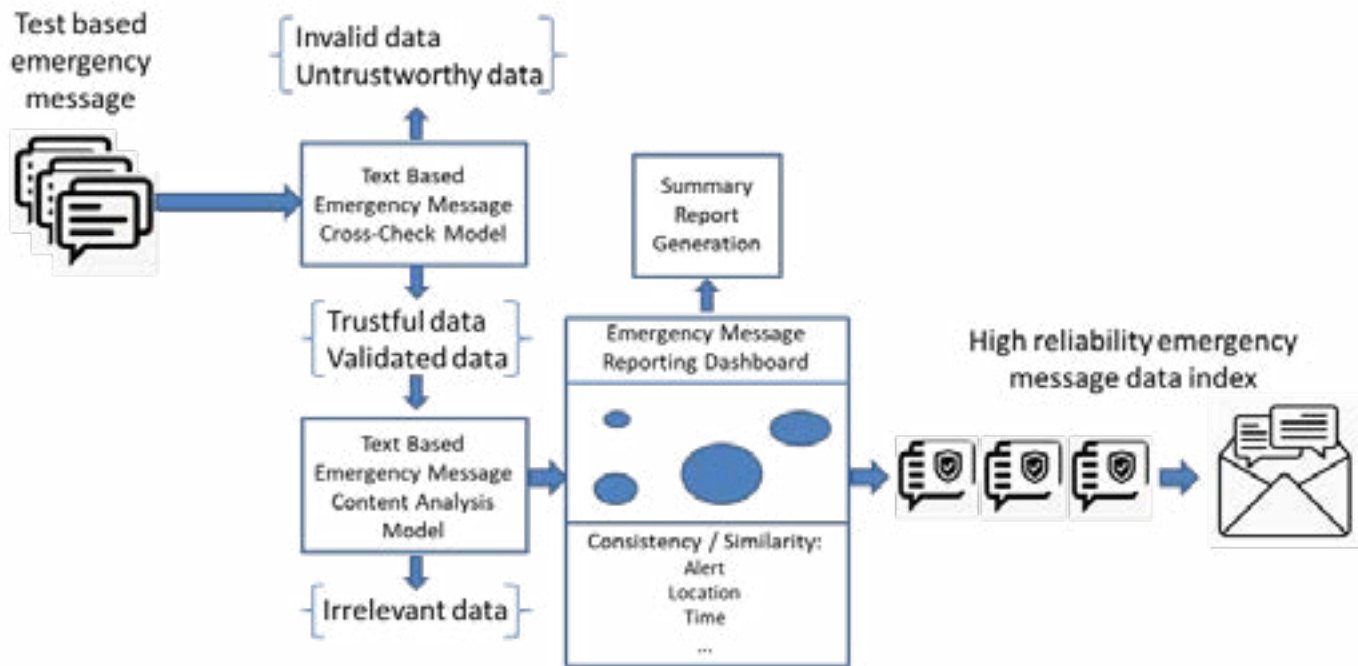 Test based
emergency
message
Invalid data
Untrustworthy data
Text Based
Emergency Message
Cross-Check Model
Trustful data
Validated data
Text Based
Emergency Message
Content Analysis
Model
Irrelevant data
Summary
Report
Generation
Emergency Message
Reporting Dashboard
Consistency / Similarity:
Alert
Location
Time
...
High reliability emergency
message data index